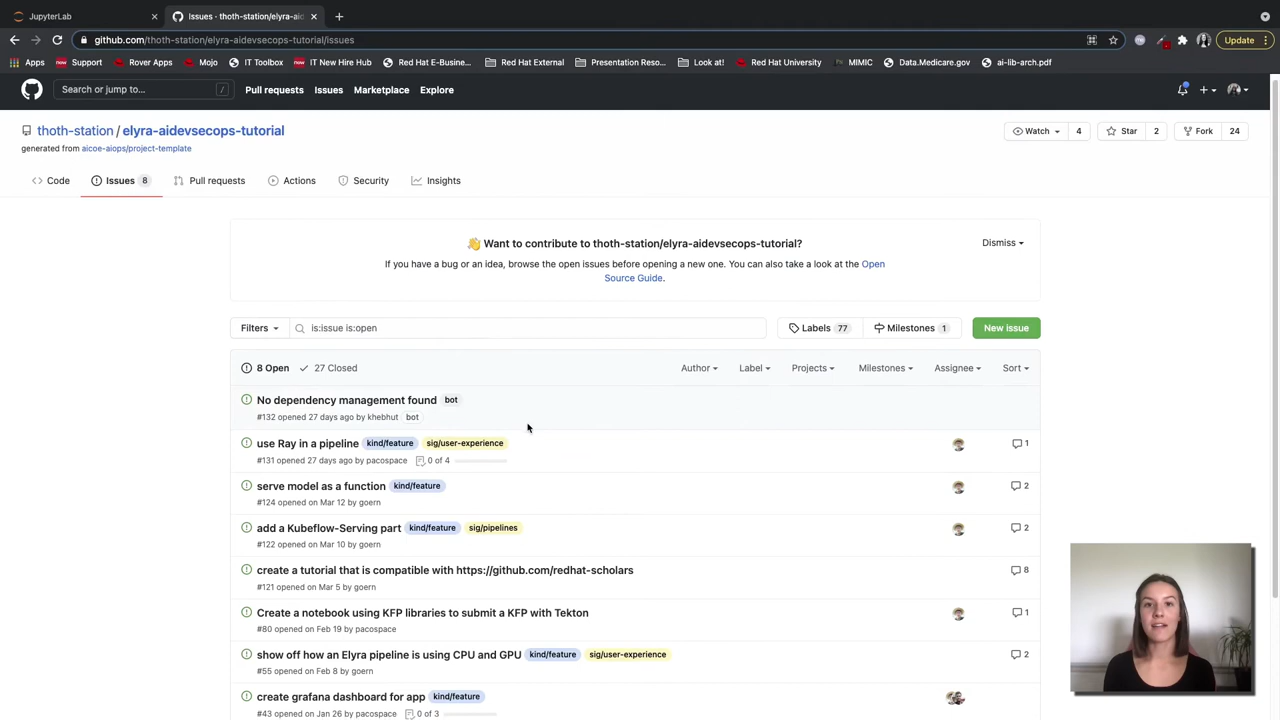 JupyterLab
Issues · thoth-station/elyra-ai
github.com/thoth-station/elyra-aidevsecops-tutorial/issues
Update
Apps
Support
Rover Apps
Mojo
IT Toolbox
IT New Hire Hub
Red Hat E-Busine...
Red Hat External
Presentation Reso...
Look at!
Red Hat University
MIMIC
Data.Medicare.gov
ai-lib-arch.pdf
Search or jump to...
/
Pull requests
Issues
Marketplace
Explore
thoth-station / elyra-aidevsecops-tutorial
Watch 4
Star 2
Fork 24
generated from aicoe-aiops/project-template
Code
Issues 8
Pull requests
Actions
Security
Insights
👋 Want to contribute to thoth-station/elyra-aidevsecops-tutorial?
Dismiss
If you have a bug or an idea, browse the open issues before opening a new one. You can also take a look at the Open
Source Guide.
Filters
is:issue is:open
Labels 77
Milestones 1
New issue
8 Open
27 Closed
Author
Label
Projects
Milestones
Assignee
Sort
No dependency management found bot
#132 opened 27 days ago by khebhut bot
use Ray in a pipeline kind/feature sig/user-experience 1
#131 opened 27 days ago by pacospace 0 of 4
serve model as a function kind/feature 2
#124 opened on Mar 12 by goern
add a Kubeflow-Serving part kind/feature sig/pipelines 2
#122 opened on Mar 10 by goern
create a tutorial that is compatible with https://github.com/redhat-scholars 8
#121 opened on Mar 5 by goern
Create a notebook using KFP libraries to submit a KFP with Tekton 1
#80 opened on Feb 19 by pacospace
show off how an Elyra pipeline is using CPU and GPU kind/feature sig/user-experience 2
#55 opened on Feb 8 by goern
create grafana dashboard for app kind/feature
#43 opened on Jan 26 by pacospace 0 of 3